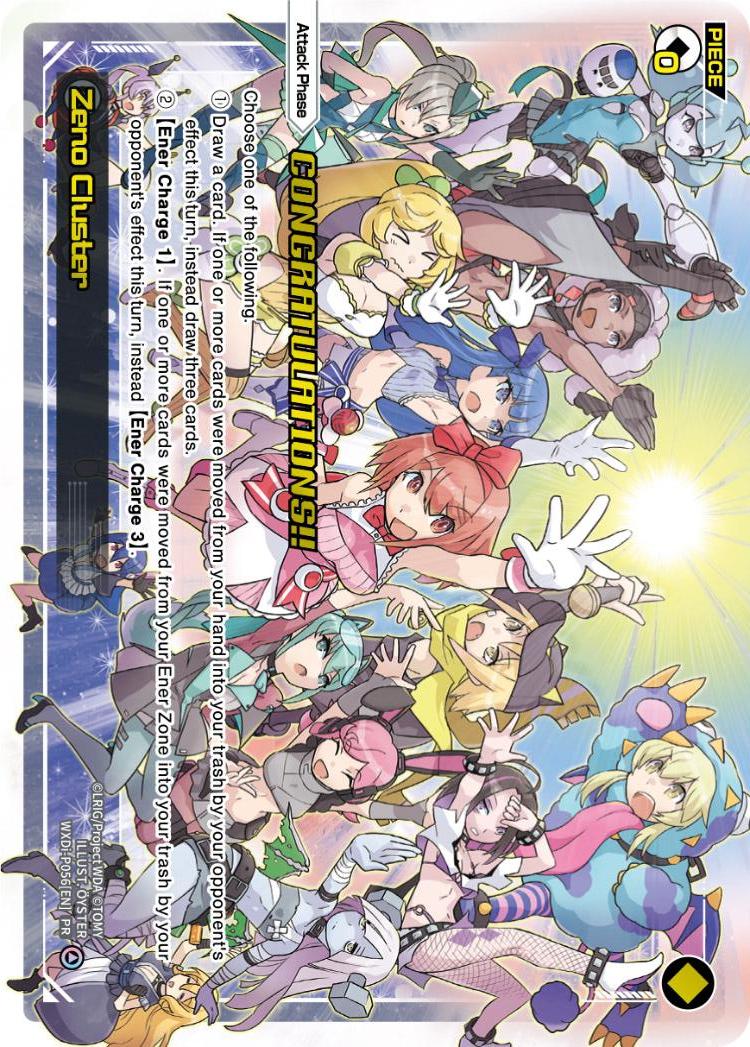 PIECE
0
Attack Phase
CONGRATULATIONS!!
Choose one of the following.
① Draw a card. If one or more cards were moved from your hand into your trash by your opponent's
effect this turn, instead draw three cards.
② [Ener Charge 1]. If one or more cards were moved from your Ener Zone into your trash by your
opponent's effect this turn, instead [Ener Charge 3].
Zeno Cluster
©LRIG/Project WDA ©TOMY
ILLUST. OYSTER
WXDi-P056[EN] PR